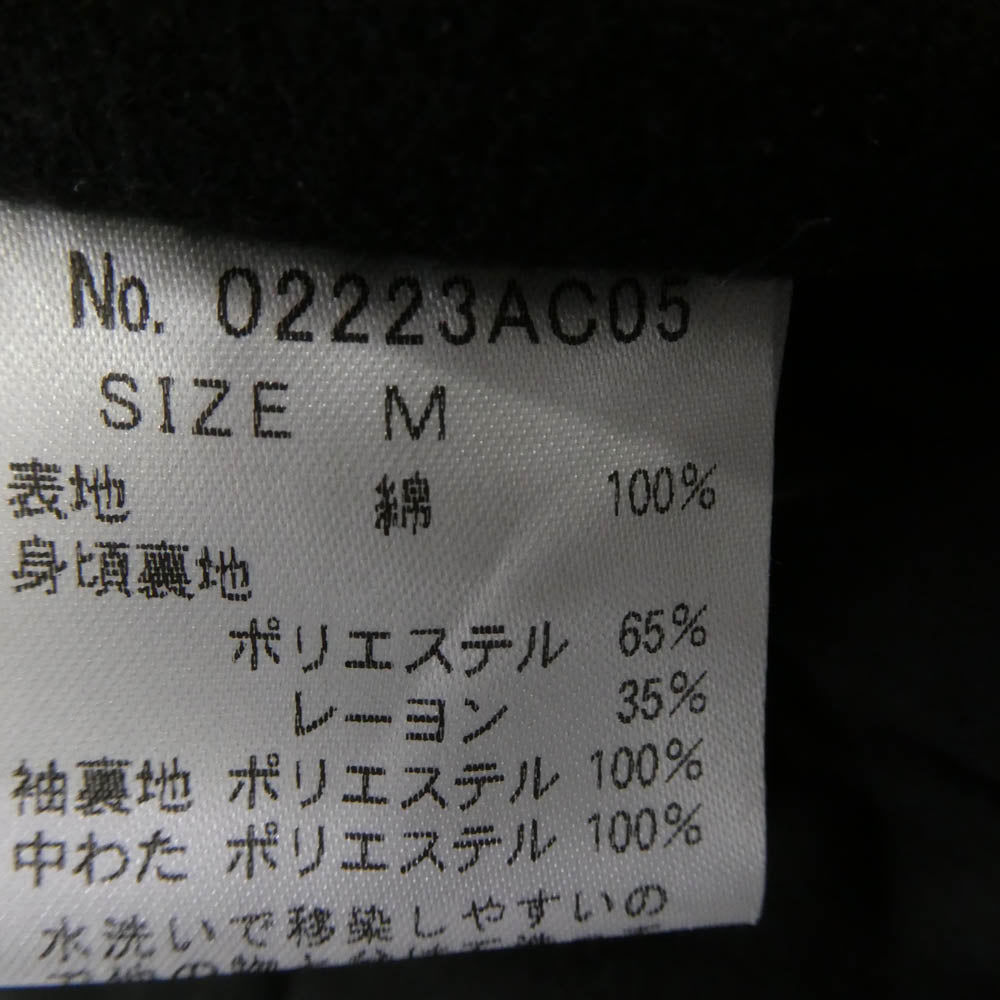 No. 02223AC05
SIZE M
表地 綿 100%
身頃裏地
ポリエステル 65%
レーヨン 35%
袖裏地 ポリエステル 100%
中わた ポリエステル 100%
水洗いで移染しやすいの